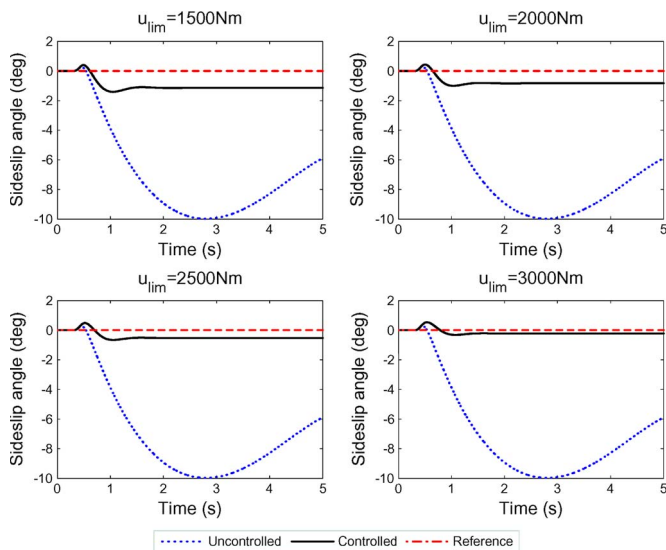 u_lim=1500Nm
u_lim=2000Nm
2
0
-2
-4
-6
-8
-10
Sideslip angle (deg)
0 1 2 3 4 5
Time (s)
2
0
-2
-4
-6
-8
-10
Sideslip angle (deg)
0 1 2 3 4 5
Time (s)
u_lim=2500Nm
u_lim=3000Nm
2
0
-2
-4
-6
-8
-10
Sideslip angle (deg)
0 1 2 3 4 5
Time (s)
2
0
-2
-4
-6
-8
-10
Sideslip angle (deg)
0 1 2 3 4 5
Time (s)
Uncontrolled Controlled Reference